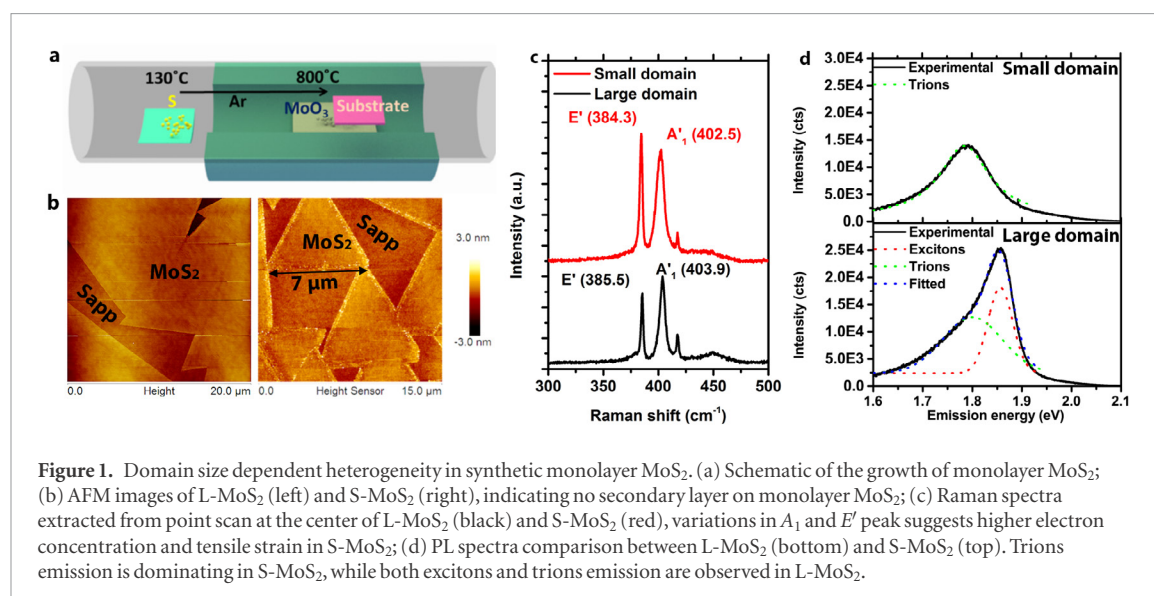 a
130°C
800°C
S
Ar
MoO₃
Substrate
b
MoS₂
Sapp
0.0
Height
20.0 µm
MoS₂
Sapp
7 µm
0.0
Height Sensor
15.0 µm
3.0 nm
-3.0 nm
c
Small domain
Large domain
E' (384.3)
A'₁ (402.5)
E' (385.5)
A'₁ (403.9)
Intensity (a.u.)
300 350 400 450 500
Raman shift (cm⁻¹)
d
Experimental
Trions
Small domain
3.0E4
2.5E4
2.0E4
1.5E4
1.0E4
5.0E3
0.0
Intensity (cts)
Experimental
Excitons
Trions
Fitted
Large domain
2.5E4
2.0E4
1.5E4
1.0E4
5.0E3
0.0
Intensity (cts)
1.6 1.7 1.8 1.9 2.0 2.1
Emission energy (eV)
Figure 1. Domain size dependent heterogeneity in synthetic monolayer MoS₂. (a) Schematic of the growth of monolayer MoS₂;
(b) AFM images of L-MoS₂ (left) and S-MoS₂ (right), indicating no secondary layer on monolayer MoS₂; (c) Raman spectra
extracted from point scan at the center of L-MoS₂ (black) and S-MoS₂ (red), variations in A₁ and E′ peak suggests higher electron
concentration and tensile strain in S-MoS₂; (d) PL spectra comparison between L-MoS₂ (bottom) and S-MoS₂ (top). Trions
emission is dominating in S-MoS₂, while both excitons and trions emission are observed in L-MoS₂.